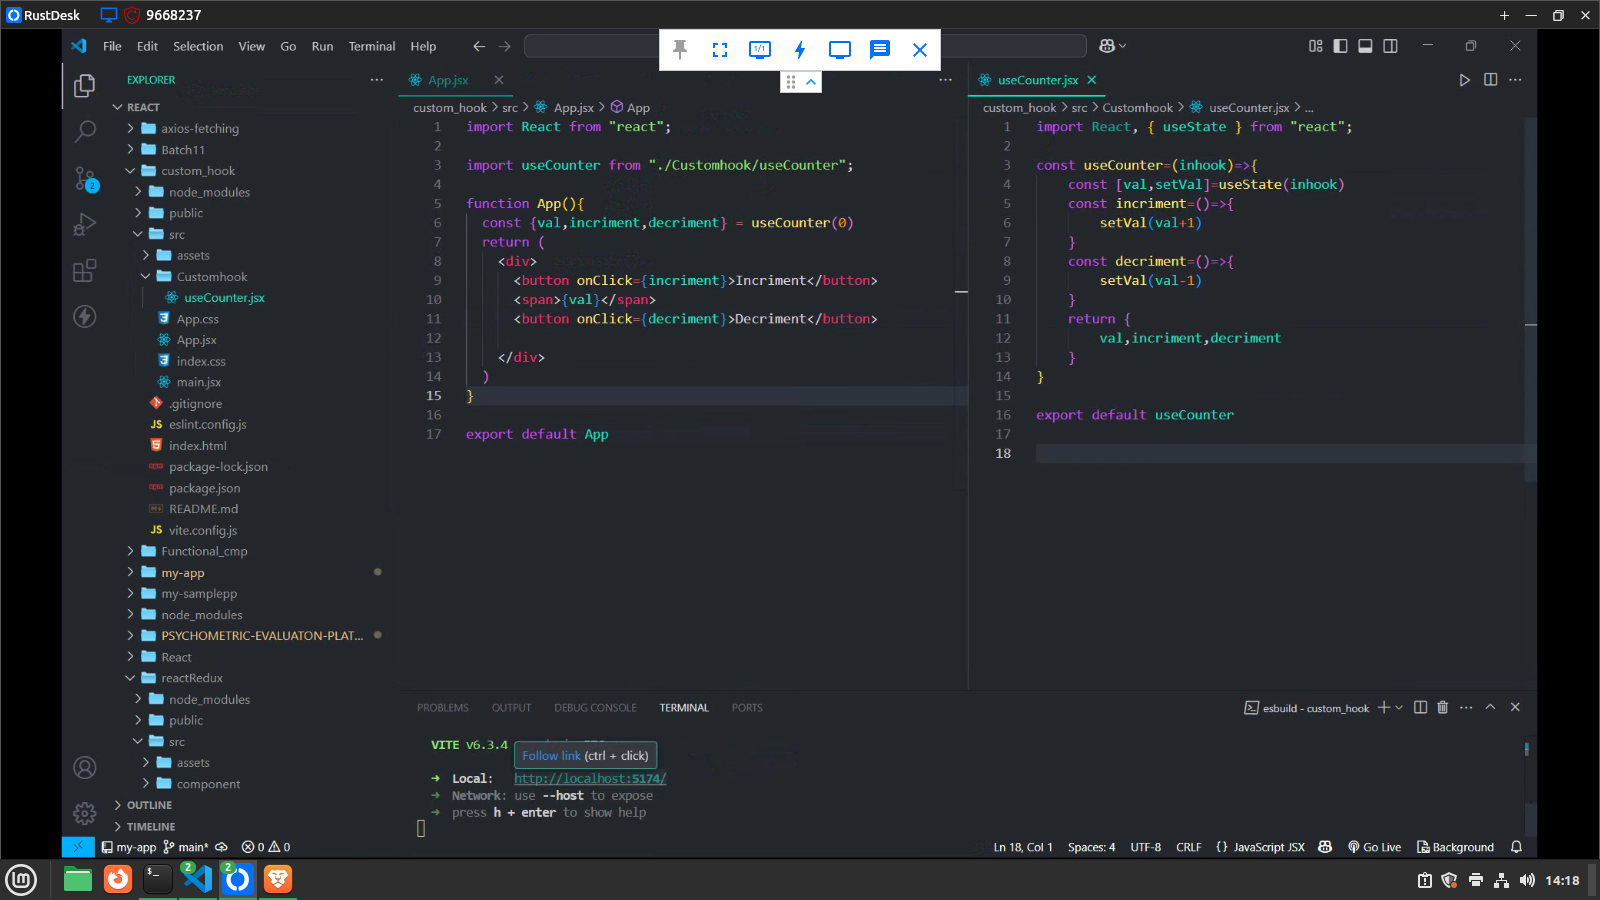 RustDesk
9668237
File Edit Selection View Go Run Terminal Help
1/1
EXPLORER
REACT
axios-fetching
Batch11
custom_hook
node_modules
public
src
assets
Customhook
useCounter.jsx
App.css
App.jsx
index.css
main.jsx
.gitignore
eslint.config.js
index.html
package-lock.json
package.json
README.md
vite.config.js
Functional_cmp
my-app
my-samplepp
node_modules
PSYCHOMETRIC-EVALUATON-PLAT...
React
reactRedux
node_modules
public
src
assets
component
OUTLINE
TIMELINE
2
App.jsx
custom_hook > src > App.jsx > App
1 import React from "react";
2
3 import useCounter from "./Customhook/useCounter";
4
5 function App(){
6 const {val,incriment,decriment} = useCounter(0)
7 return (
8 <div>
9 <button onClick={incriment}>Incriment</button>
10 <span>{val}</span>
11 <button onClick={decriment}>Decriment</button>
12
13 </div>
14 )
15 }
16
17 export default App
useCounter.jsx
custom_hook > src > Customhook > useCounter.jsx > ...
1 import React, { useState } from "react";
2
3 const useCounter=(inhook)=>{
4 const [val,setVal]=useState(inhook)
5 const incriment=()=>{
6 setVal(val+1)
7 }
8 const decriment=()=>{
9 setVal(val-1)
10 }
11 return {
12 val,incriment,decriment
13 }
14 }
15
16 export default useCounter
17
18
PROBLEMS OUTPUT DEBUG CONSOLE TERMINAL PORTS
esbuild - custom_hook
VITE v6.3.4
Follow link (ctrl + click)
➜ Local: http://localhost:5174/
➜ Network: use --host to expose
➜ press h + enter to show help
my-app main* 0 0
Ln 18, Col 1 Spaces: 4 UTF-8 CRLF {} JavaScript JSX Go Live Background
2 2
14:18